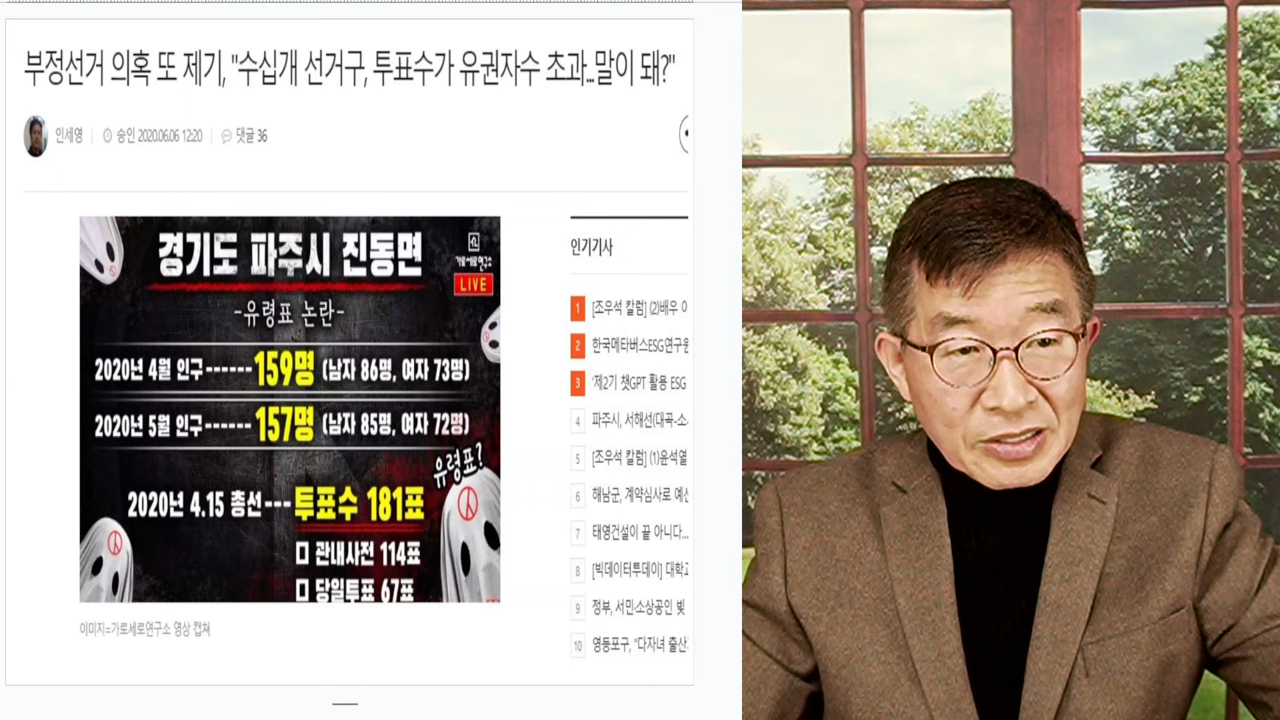 부정선거 의혹 또 제기, "수십개 선거구, 투표수가 유권자수 초과..말이 돼?"
인세영 승인 2020.06.06 12:20 댓글 36
경기도 파주시 진동면
가로세로연구소
LIVE
-유령표 논란-
2020년 4월 인구------159명 (남자 86명, 여자 73명)
2020년 5월 인구------157명 (남자 85명, 여자 72명)
유령표?
2020년 4.15 총선---투표수 181표
□ 관내사전 114표
□ 당일투표 67표
이미지=가로세로연구소 영상 캡쳐
인기기사
1 [조우석 칼럼] (2)배우 이
2 한국메타버스ESG연구원
3 '제2기 챗GPT 활용 ESG
4 파주시, 서해선(대곡-소
5 [조우석 칼럼] (1)윤석열
6 해남군, 계약심사로 예산
7 태영건설이 끝 아니다...
8 [빅데이터투데이] 대학교
9 정부, 서민·소상공인 빚
10 영등포구, "다자녀 출산